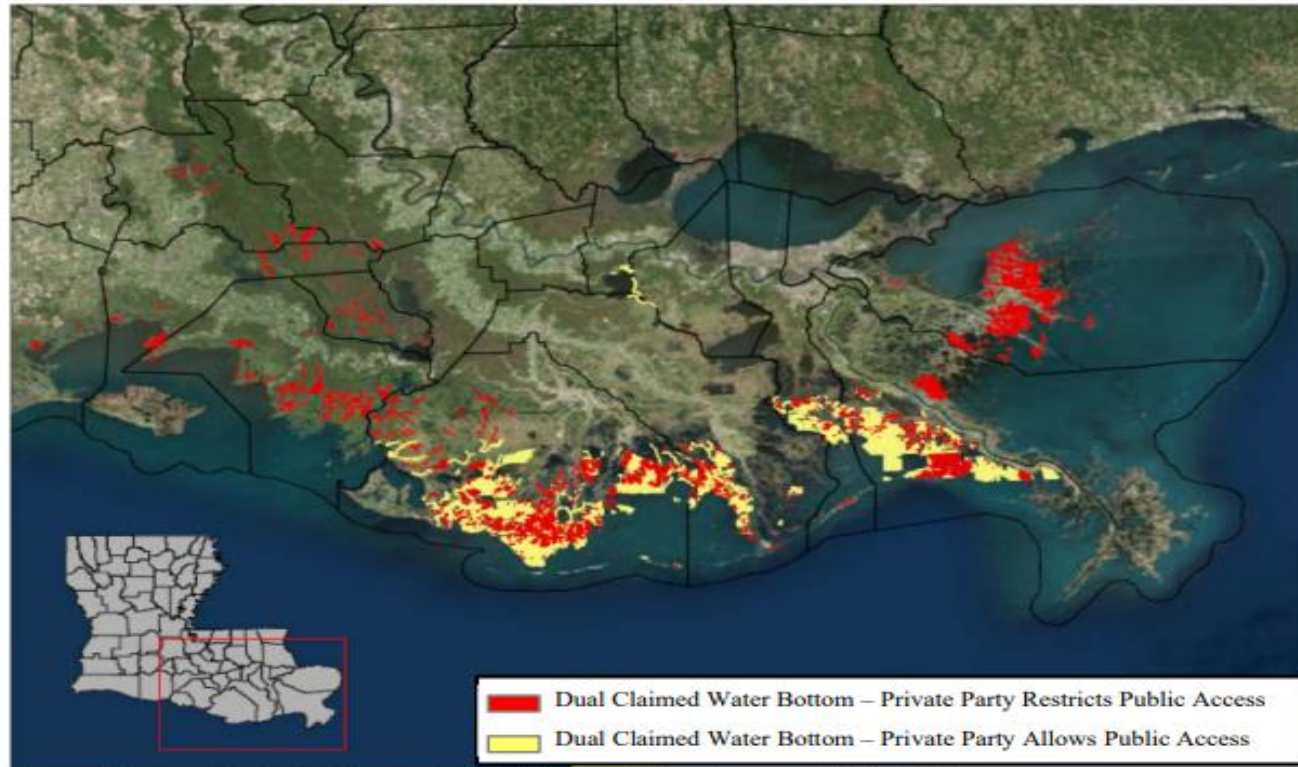 Dual Claimed Water Bottom – Private Party Restricts Public Access
Dual Claimed Water Bottom – Private Party Allows Public Access